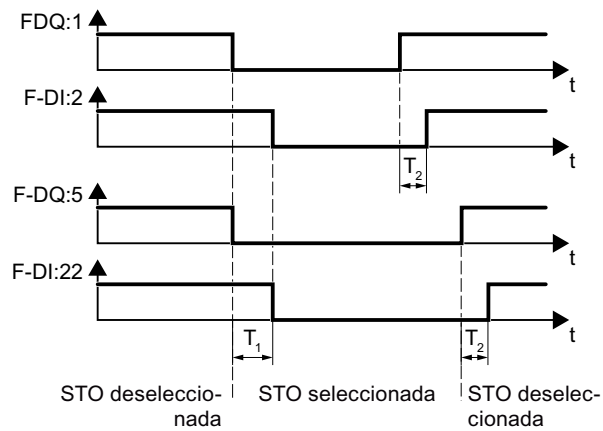 FDQ:1
t
F-DI:2
t
T2
F-DQ:5
t
F-DI:22
t
T1
T2
STO deseleccio-
nada
STO seleccionada
STO deselec-
cionada